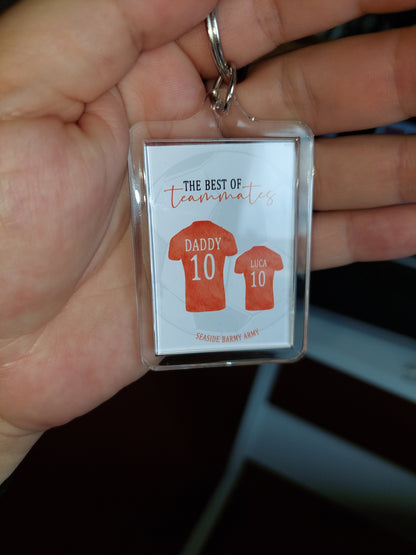 THE BEST OF
teammates
DADDY
10
LUCA
10
SEASIDE BARMY ARMY